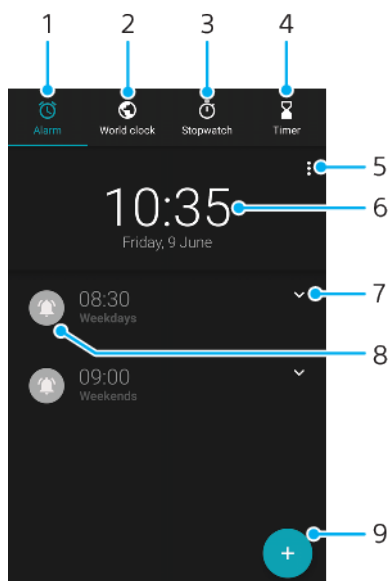 1 2 3 4
Alarm World clock Stopwatch Timer
5
10:35 6
Friday, 9 June
08:30 7
Weekdays
8
09:00
Weekends
9